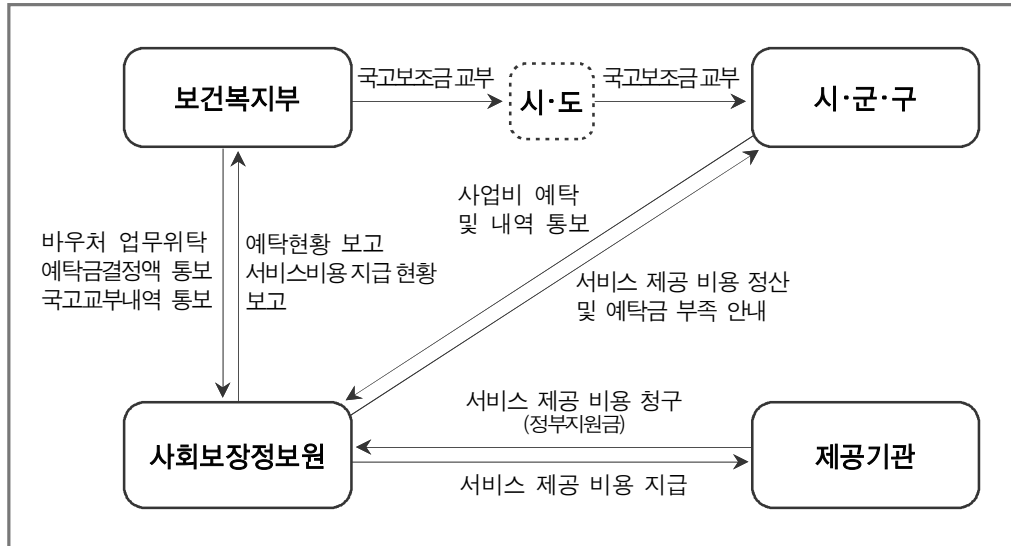 보건복지부
국고보조금 교부
시·도
국고보조금 교부
시·군·구
사업비 예탁
및 내역 통보
바우처 업무위탁
예탁금결정액 통보
국고교부내역 통보
예탁현황 보고
서비스비용 지급 현황
보고
서비스 제공 비용 정산
및 예탁금 부족 안내
사회보장정보원
서비스 제공 비용 청구
(정부지원금)
서비스 제공 비용 지급
제공기관